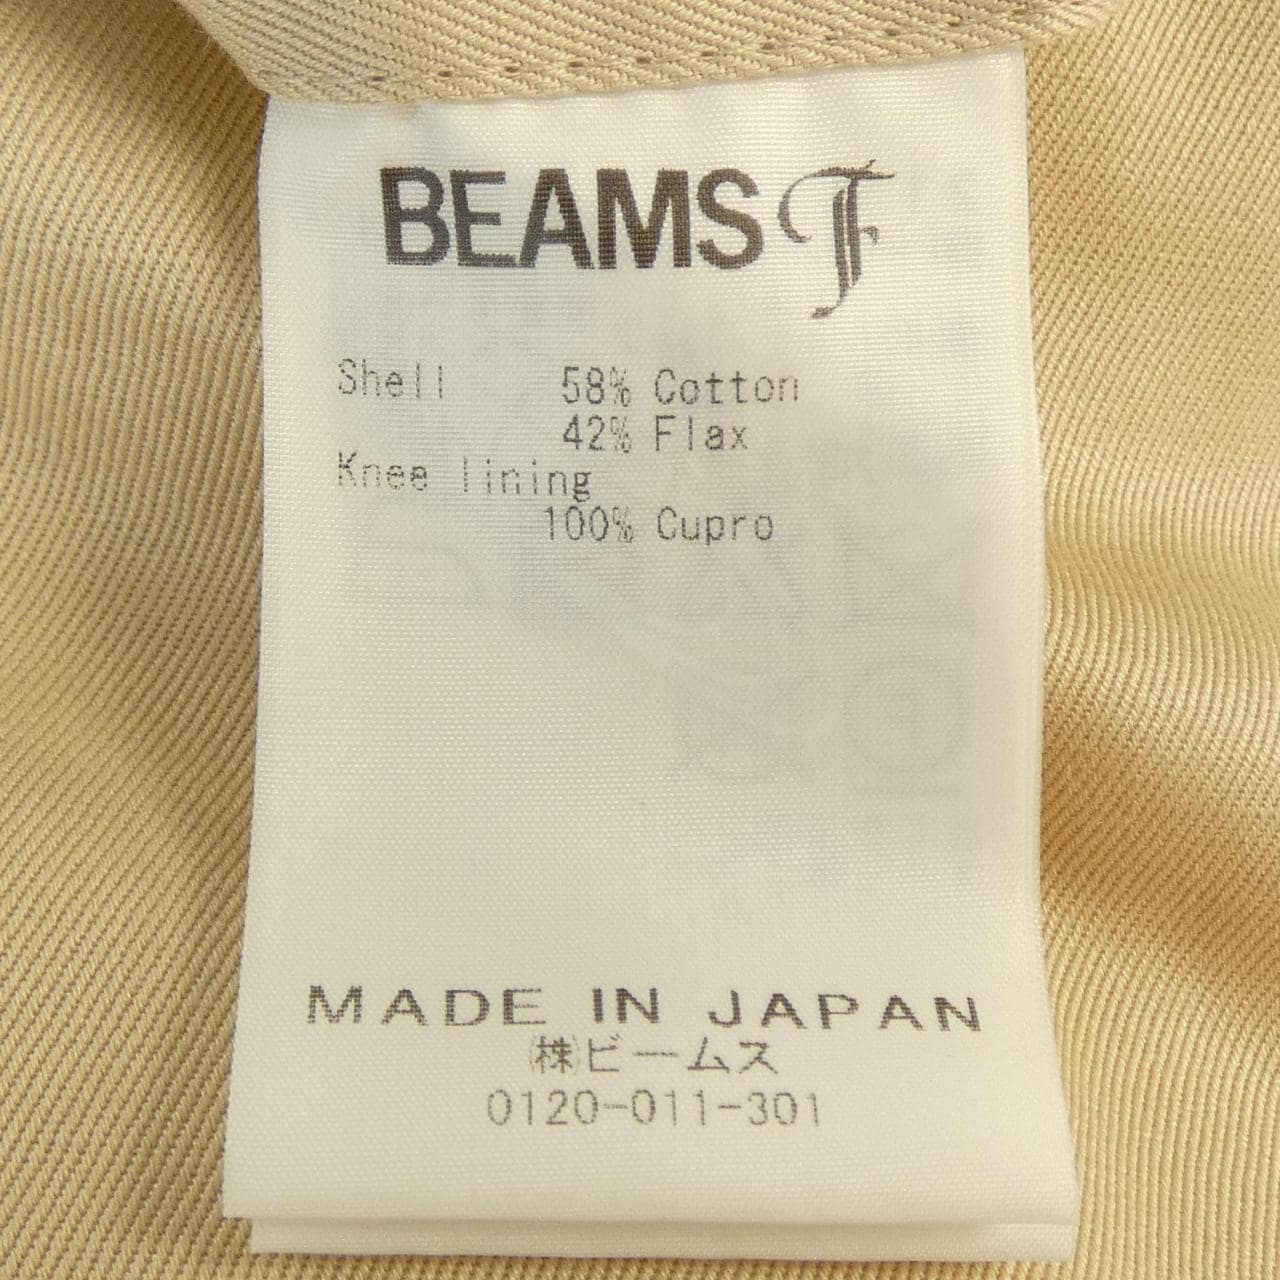 BEAMS F
Shell 58% Cotton
42% Flax
Knee lining
100% Cupro
MADE IN JAPAN
㈱ビームス
0120-011-301